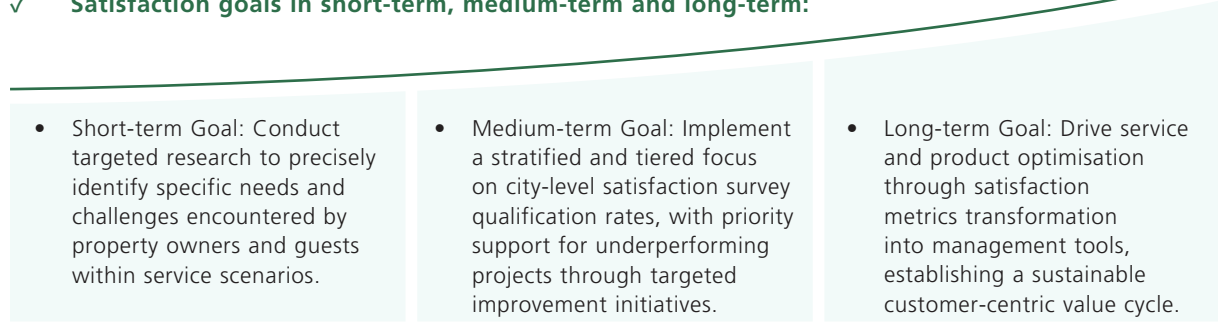 ✓ Satisfaction goals in short-term, medium-term and long-term:
• Short-term Goal: Conduct
targeted research to precisely
identify specific needs and
challenges encountered by
property owners and guests
within service scenarios.
• Medium-term Goal: Implement
a stratified and tiered focus
on city-level satisfaction survey
qualification rates, with priority
support for underperforming
projects through targeted
improvement initiatives.
• Long-term Goal: Drive service
and product optimisation
through satisfaction
metrics transformation
into management tools,
establishing a sustainable
customer-centric value cycle.